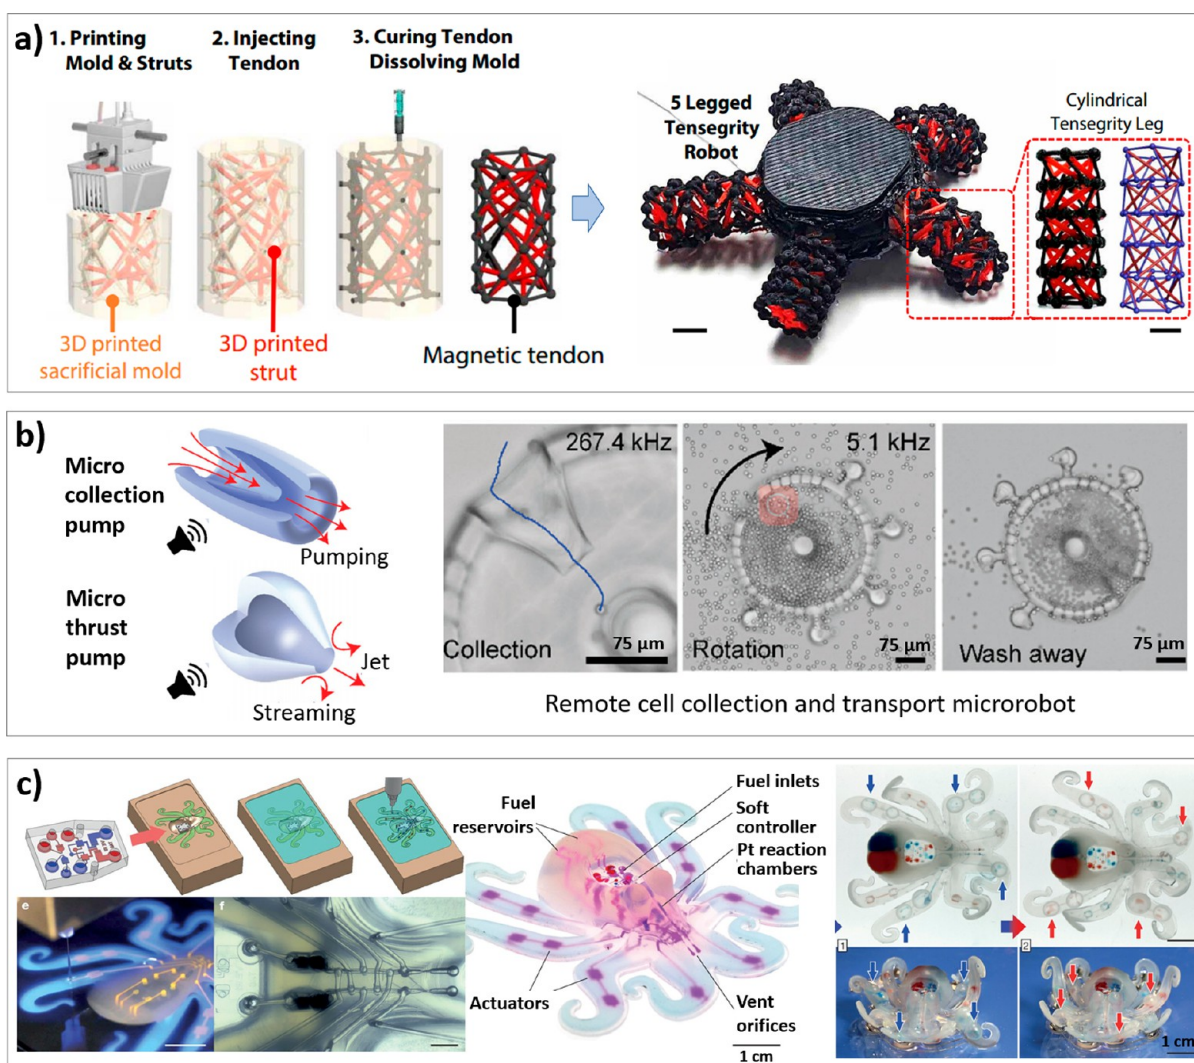 a)
1. Printing
Mold & Struts
2. Injecting
Tendon
3. Curing Tendon
Dissolving Mold
3D printed
sacrificial mold
3D printed
strut
Magnetic tendon
5 Legged
Tensegrity
Robot
Cylindrical
Tensegrity Leg
b)
Micro
collection
pump
Pumping
Micro
thrust
pump
Jet
Streaming
267.4 kHz
Collection
75 µm
5.1 kHz
Rotation
75 µm
Wash away
75 µm
Remote cell collection and transport microrobot
c)
e
f
Fuel
reservoirs
Actuators
Fuel inlets
Soft
controller
Pt reaction
chambers
Vent
orifices
1 cm
1
2
1 cm